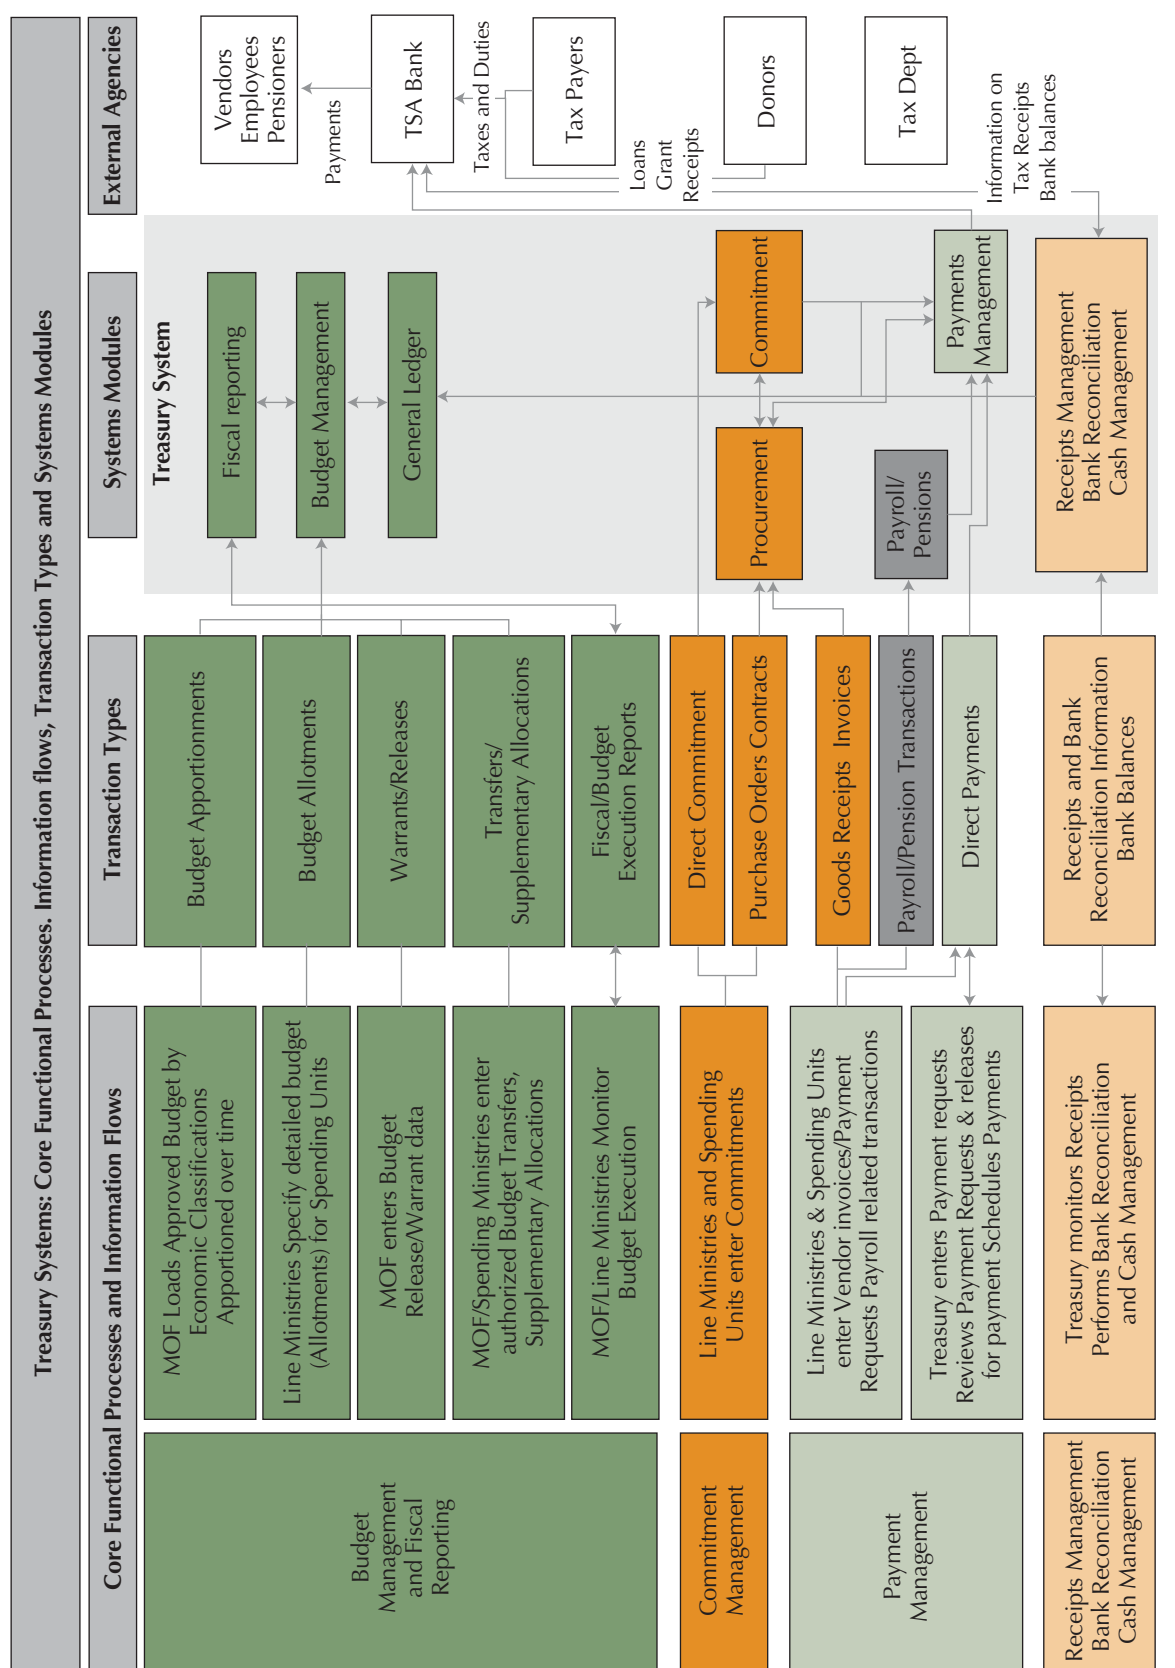 Treasury Systems: Core Functional Processes. Information flows, Transaction Types and Systems Modules
Core Functional Processes and Information Flows
Transaction Types
Systems Modules
External Agencies
Budget
Management
and Fiscal
Reporting
MOF Loads Approved Budget by
Economic Classifications
Apportioned over time
Line Ministries Specify detailed budget
(Allotments) for Spending Units
MOF enters Budget
Release/Warrant data
MOF/Spending Ministries enter
authorized Budget Transfers,
Supplementary Allocations
MOF/Line Ministries Monitor
Budget Execution
Budget Apportionments
Budget Allotments
Warrants/Releases
Transfers/
Supplementary Allocations
Fiscal/Budget
Execution Reports
Treasury System
Fiscal reporting
Budget Management
General Ledger
Vendors
Employees
Pensioners
Payments
TSA Bank
Taxes and Duties
Tax Payers
Loans
Grant
Receipts
Donors
Tax Dept
Information on
Tax Receipts
Bank balances
Commitment
Management
Line Ministries and Spending
Units enter Commitments
Direct Commitment
Purchase Orders Contracts
Procurement
Commitment
Payment
Management
Line Ministries & Spending Units
enter Vendor invoices/Payment
Requests Payroll related transactions
Treasury enters Payment requests
Reviews Payment Requests & releases
for payment Schedules Payments
Goods Receipts Invoices
Payroll/Pension Transactions
Direct Payments
Payroll/
Pensions
Payments
Management
Receipts Management
Bank Reconciliation
Cash Management
Treasury monitors Receipts
Performs Bank Reconciliation
and Cash Management
Receipts and Bank
Reconciliation Information
Bank Balances
Receipts Management
Bank Reconciliation
Cash Management